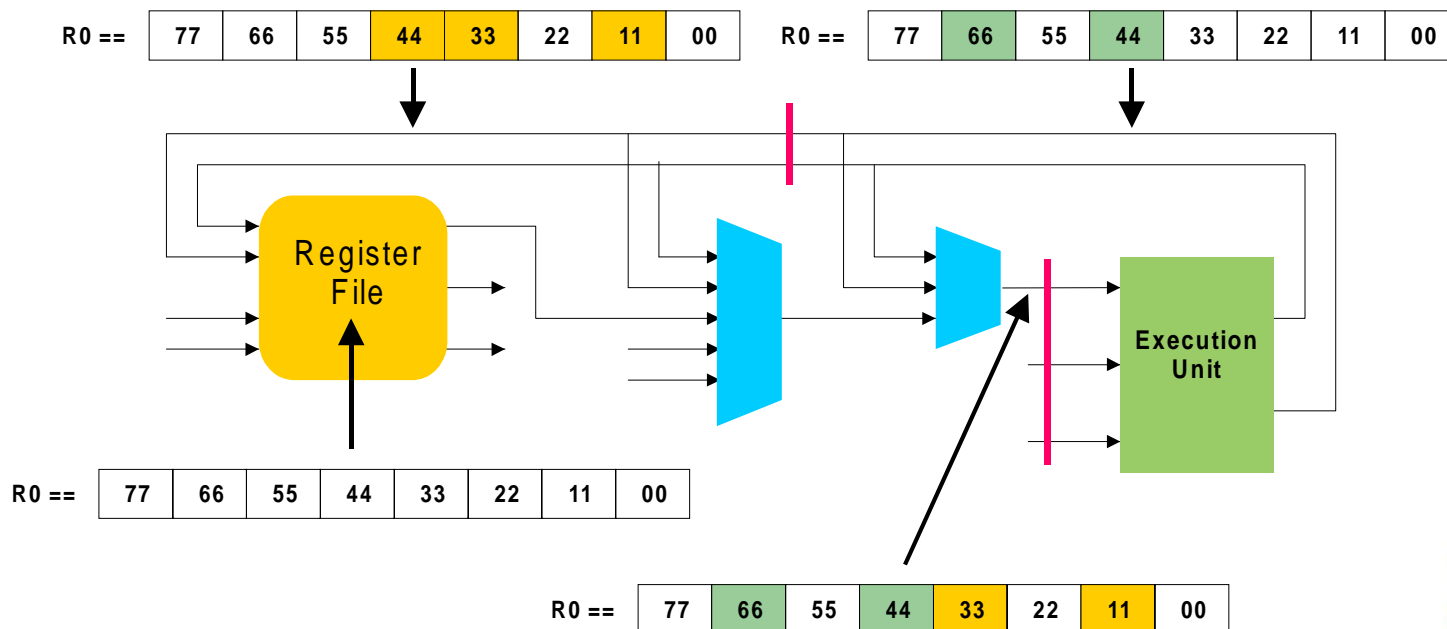 R0 == 77 66 55 44 33 22 11 00
R0 == 77 66 55 44 33 22 11 00
Register
File
Execution
Unit
R0 == 77 66 55 44 33 22 11 00
R0 == 77 66 55 44 33 22 11 00